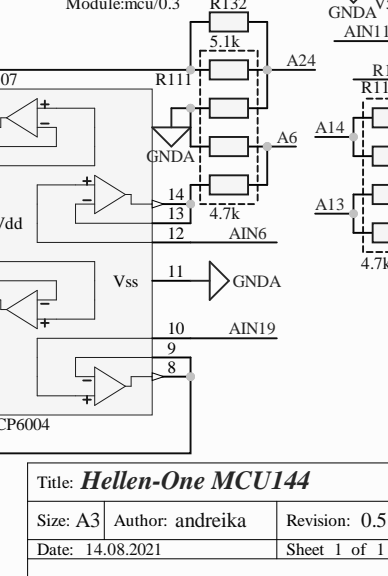 Module:mcu/0.3
R132
GNDA
5.1k
AIN11
A24
07
R111
A14
A6
GNDA
14
13
4.7k
A13
Vdd
12
AIN6
4.7k
Vss
11
GNDA
10
AIN19
9
8
CP6004
Title: Hellen-One MCU144
Size: A3
Author: andreika
Revision: 0.5
Date: 14.08.2021
Sheet 1 of 1